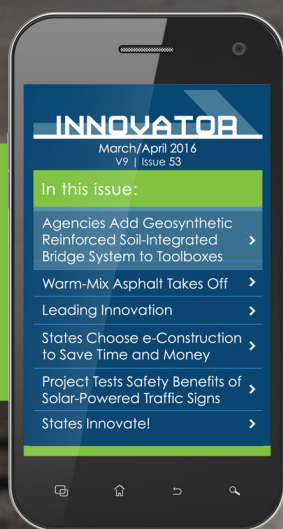 INNOVATOR
March/April 2016
V9 | Issue 53
In this issue:
Agencies Add Geosynthetic
Reinforced Soil-Integrated
Bridge System to Toolboxes
Warm-Mix Asphalt Takes Off
Leading Innovation
States Choose e-Construction
to Save Time and Money
Project Tests Safety Benefits of
Solar-Powered Traffic Signs
States Innovate!